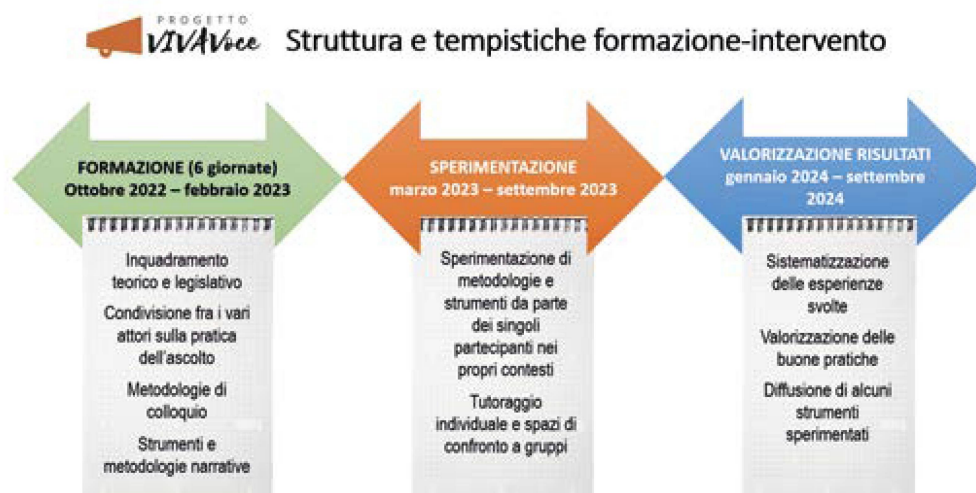 PROGETTO
VIVAVoce
Struttura e tempistiche formazione-intervento
FORMAZIONE (6 giornate)
Ottobre 2022 – febbraio 2023
Inquadramento
teorico e legislativo
Condivisione fra i vari
attori sulla pratica
dell'ascolto
Metodologie di
colloquio
Strumenti e
metodologie narrative
SPERIMENTAZIONE
marzo 2023 – settembre 2023
Sperimentazione di
metodologie e
strumenti da parte
dei singoli
partecipanti nei
propri contesti
Tutoraggio
individuale e spazi di
confronto a gruppi
VALORIZZAZIONE RISULTATI
gennaio 2024 – settembre
2024
Sistematizzazione
delle esperienze
svolte
Valorizzazione delle
buone pratiche
Diffusione di alcuni
strumenti
sperimentati